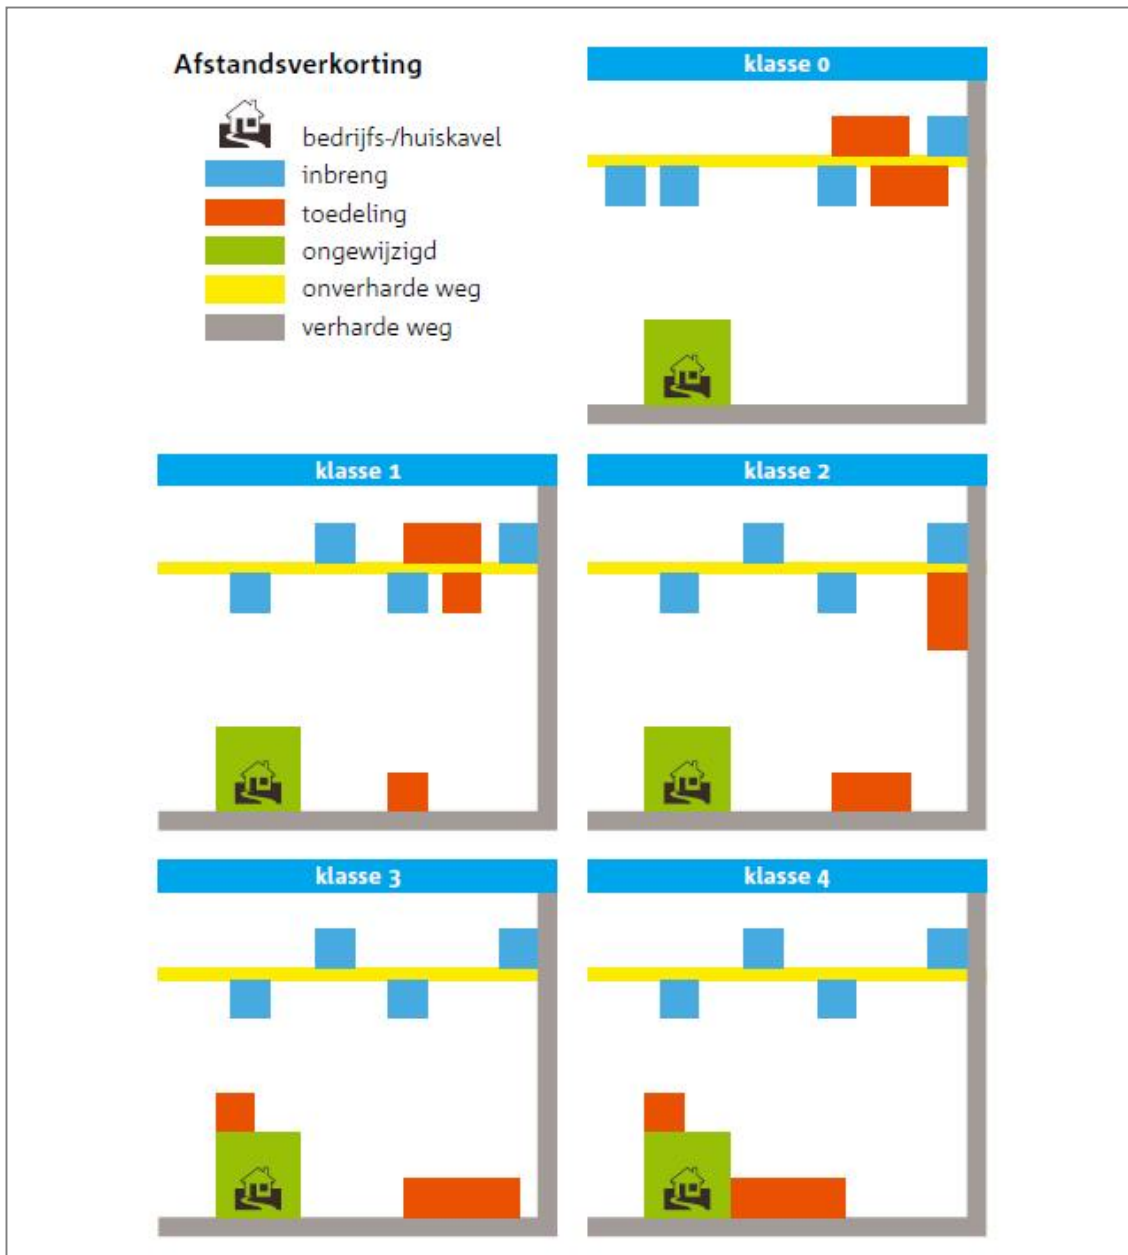 Afstandsverkorting
bedrijfs-/huiskavel
inbreng
toedeling
ongewijzigd
onverharde weg
verharde weg
klasse 0
klasse 1
klasse 2
klasse 3
klasse 4